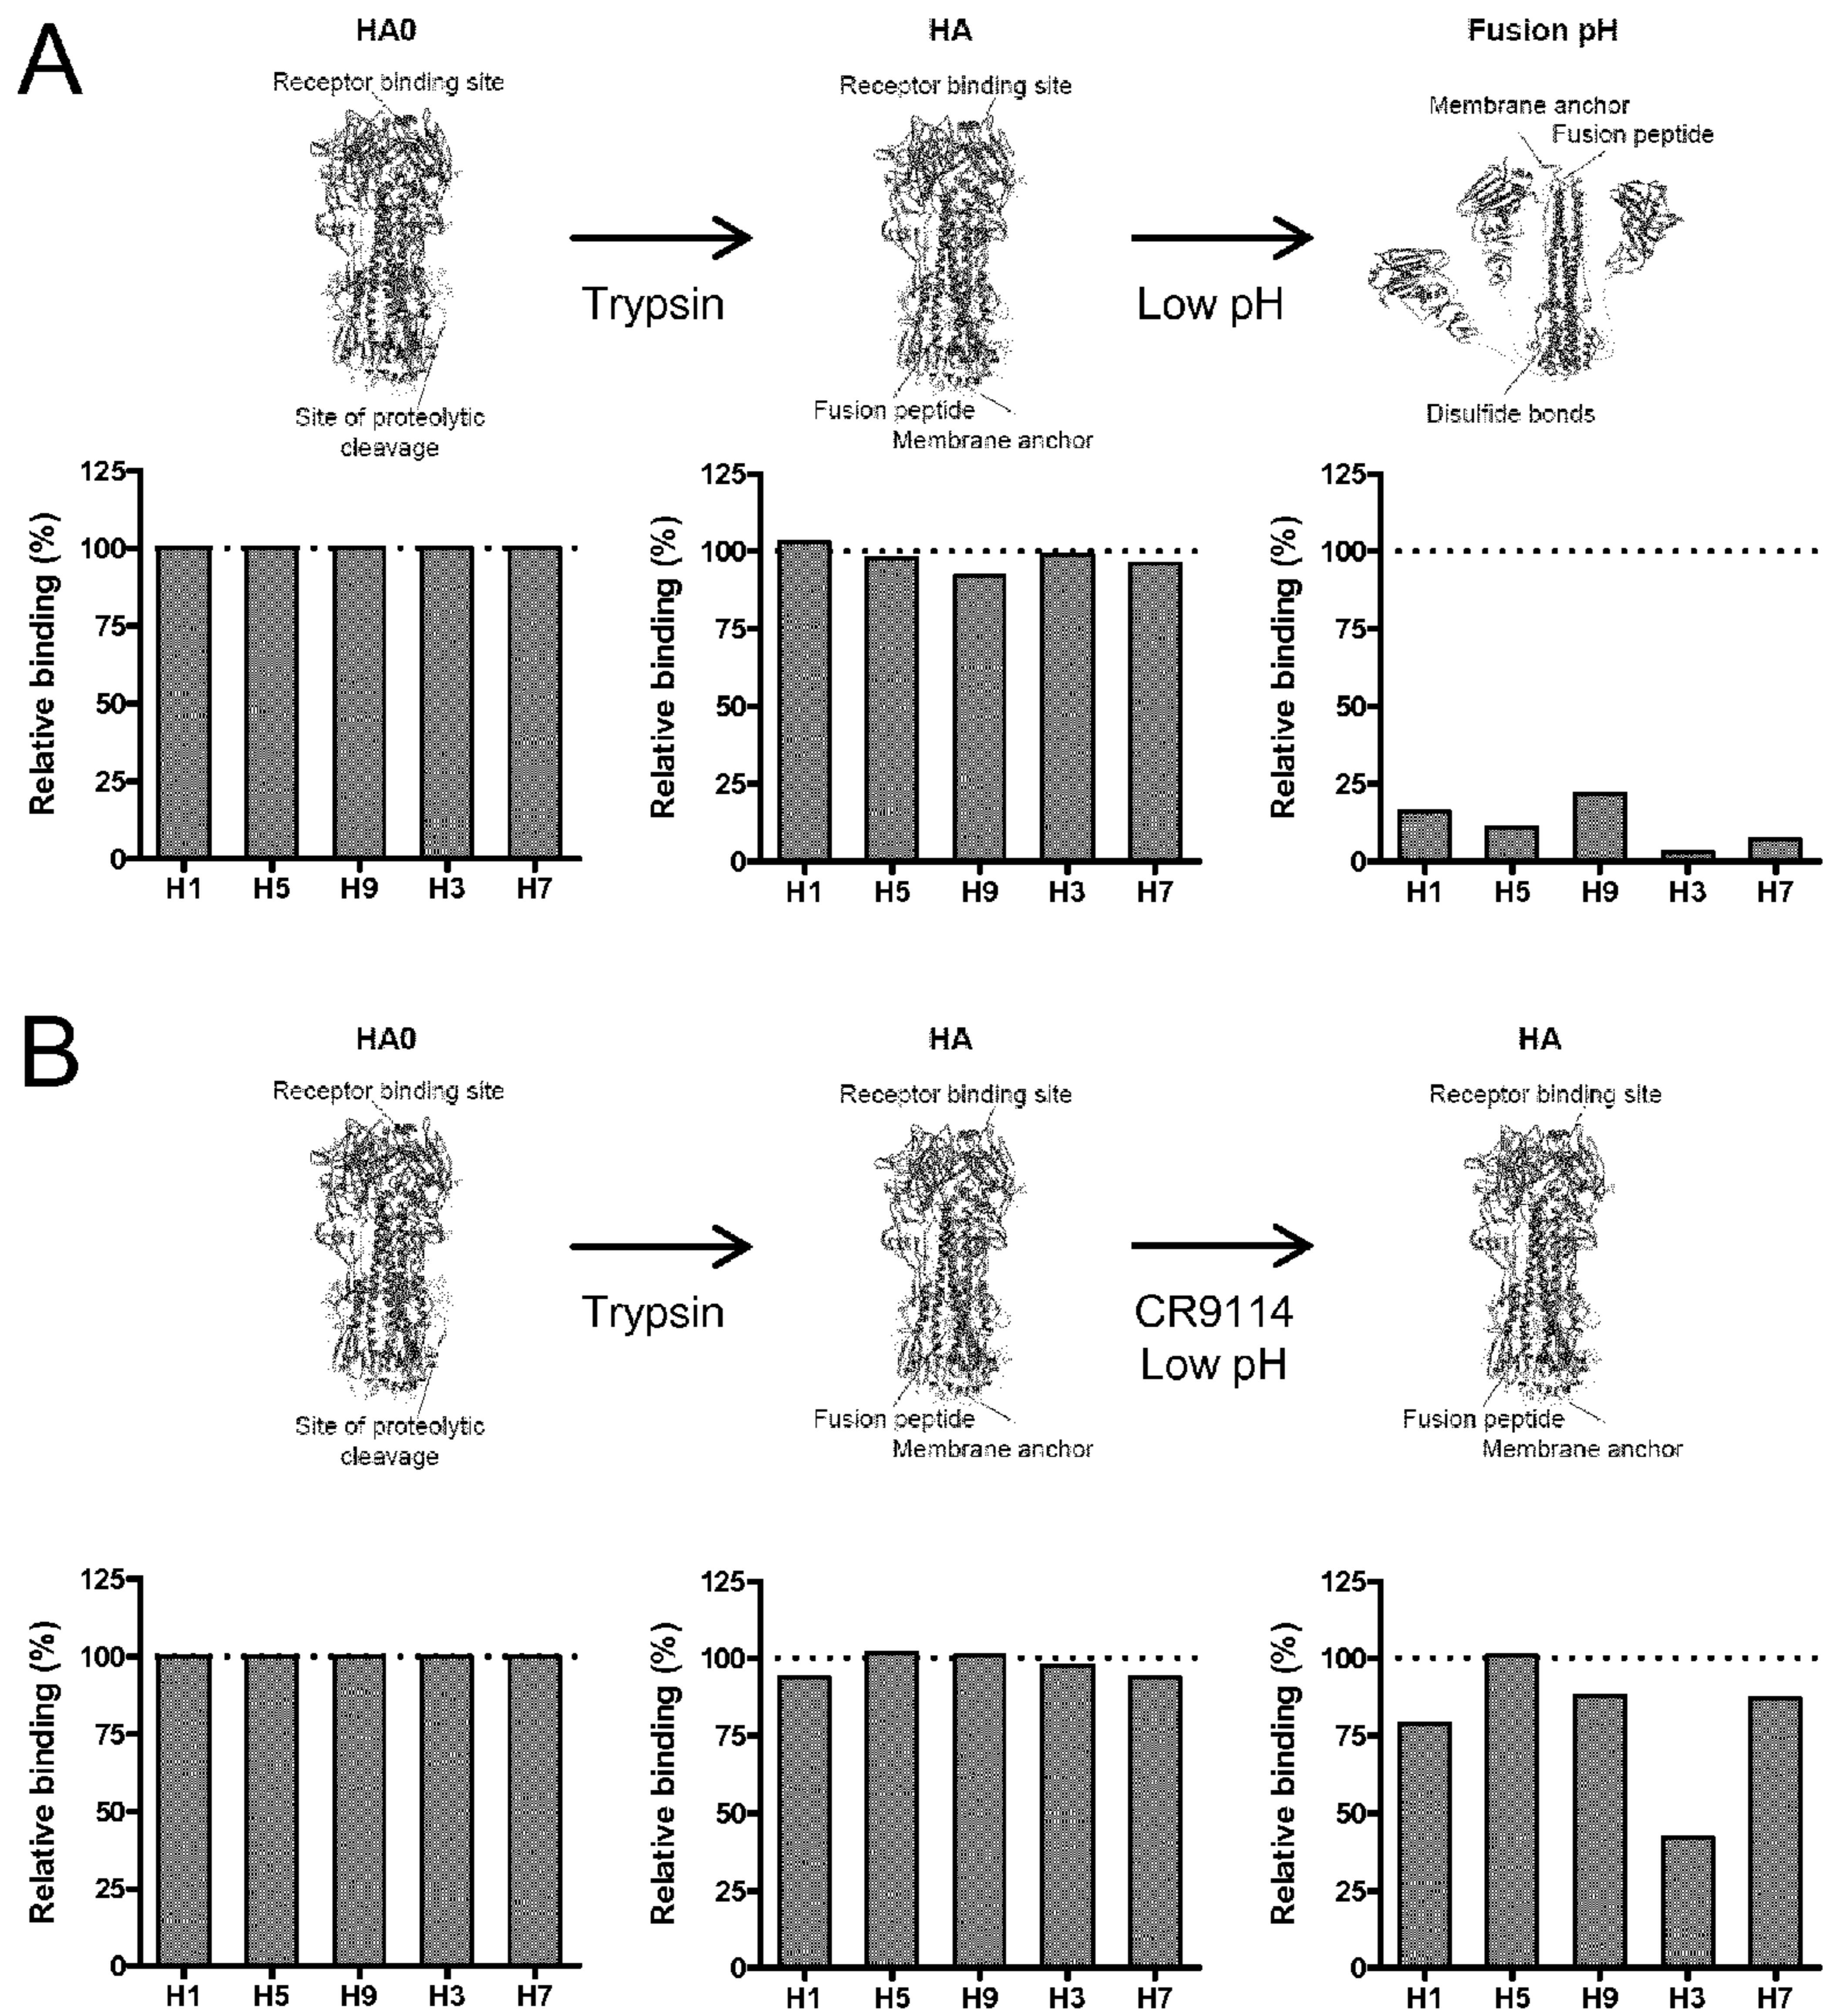 A
HA0
HA
Fusion pH
Receptor binding site
Receptor binding site
Membrane anchor
Fusion peptide
Trypsin
Low pH
Site of proteolytic
cleavage
Fusion peptide
Membrane anchor
Disulfide bonds
Relative binding (%)
125
100
75
50
25
0
H1 H5 H9 H3 H7
Relative binding (%)
125
100
75
50
25
0
H1 H5 H9 H3 H7
Relative binding (%)
125
100
75
50
25
0
H1 H5 H9 H3 H7
B
HA0
HA
HA
Receptor binding site
Receptor binding site
Receptor binding site
Trypsin
CR9114
Low pH
Site of proteolytic
cleavage
Fusion peptide
Membrane anchor
Fusion peptide
Membrane anchor
Relative binding (%)
125
100
75
50
25
0
H1 H5 H9 H3 H7
Relative binding (%)
125
100
75
50
25
0
H1 H5 H9 H3 H7
Relative binding (%)
125
100
75
50
25
0
H1 H5 H9 H3 H7